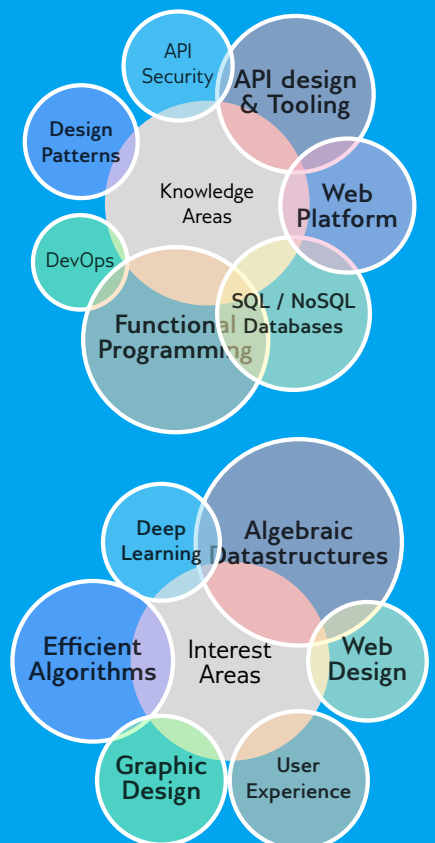 API
Security
API design
& Tooling
Design
Patterns
Knowledge
Areas
Web
Platform
DevOps
SQL / NoSQL
Databases
Functional
Programming
Deep
Learning
Algebraic
Datastructures
Efficient
Algorithms
Interest
Areas
Web
Design
Graphic
Design
User
Experience